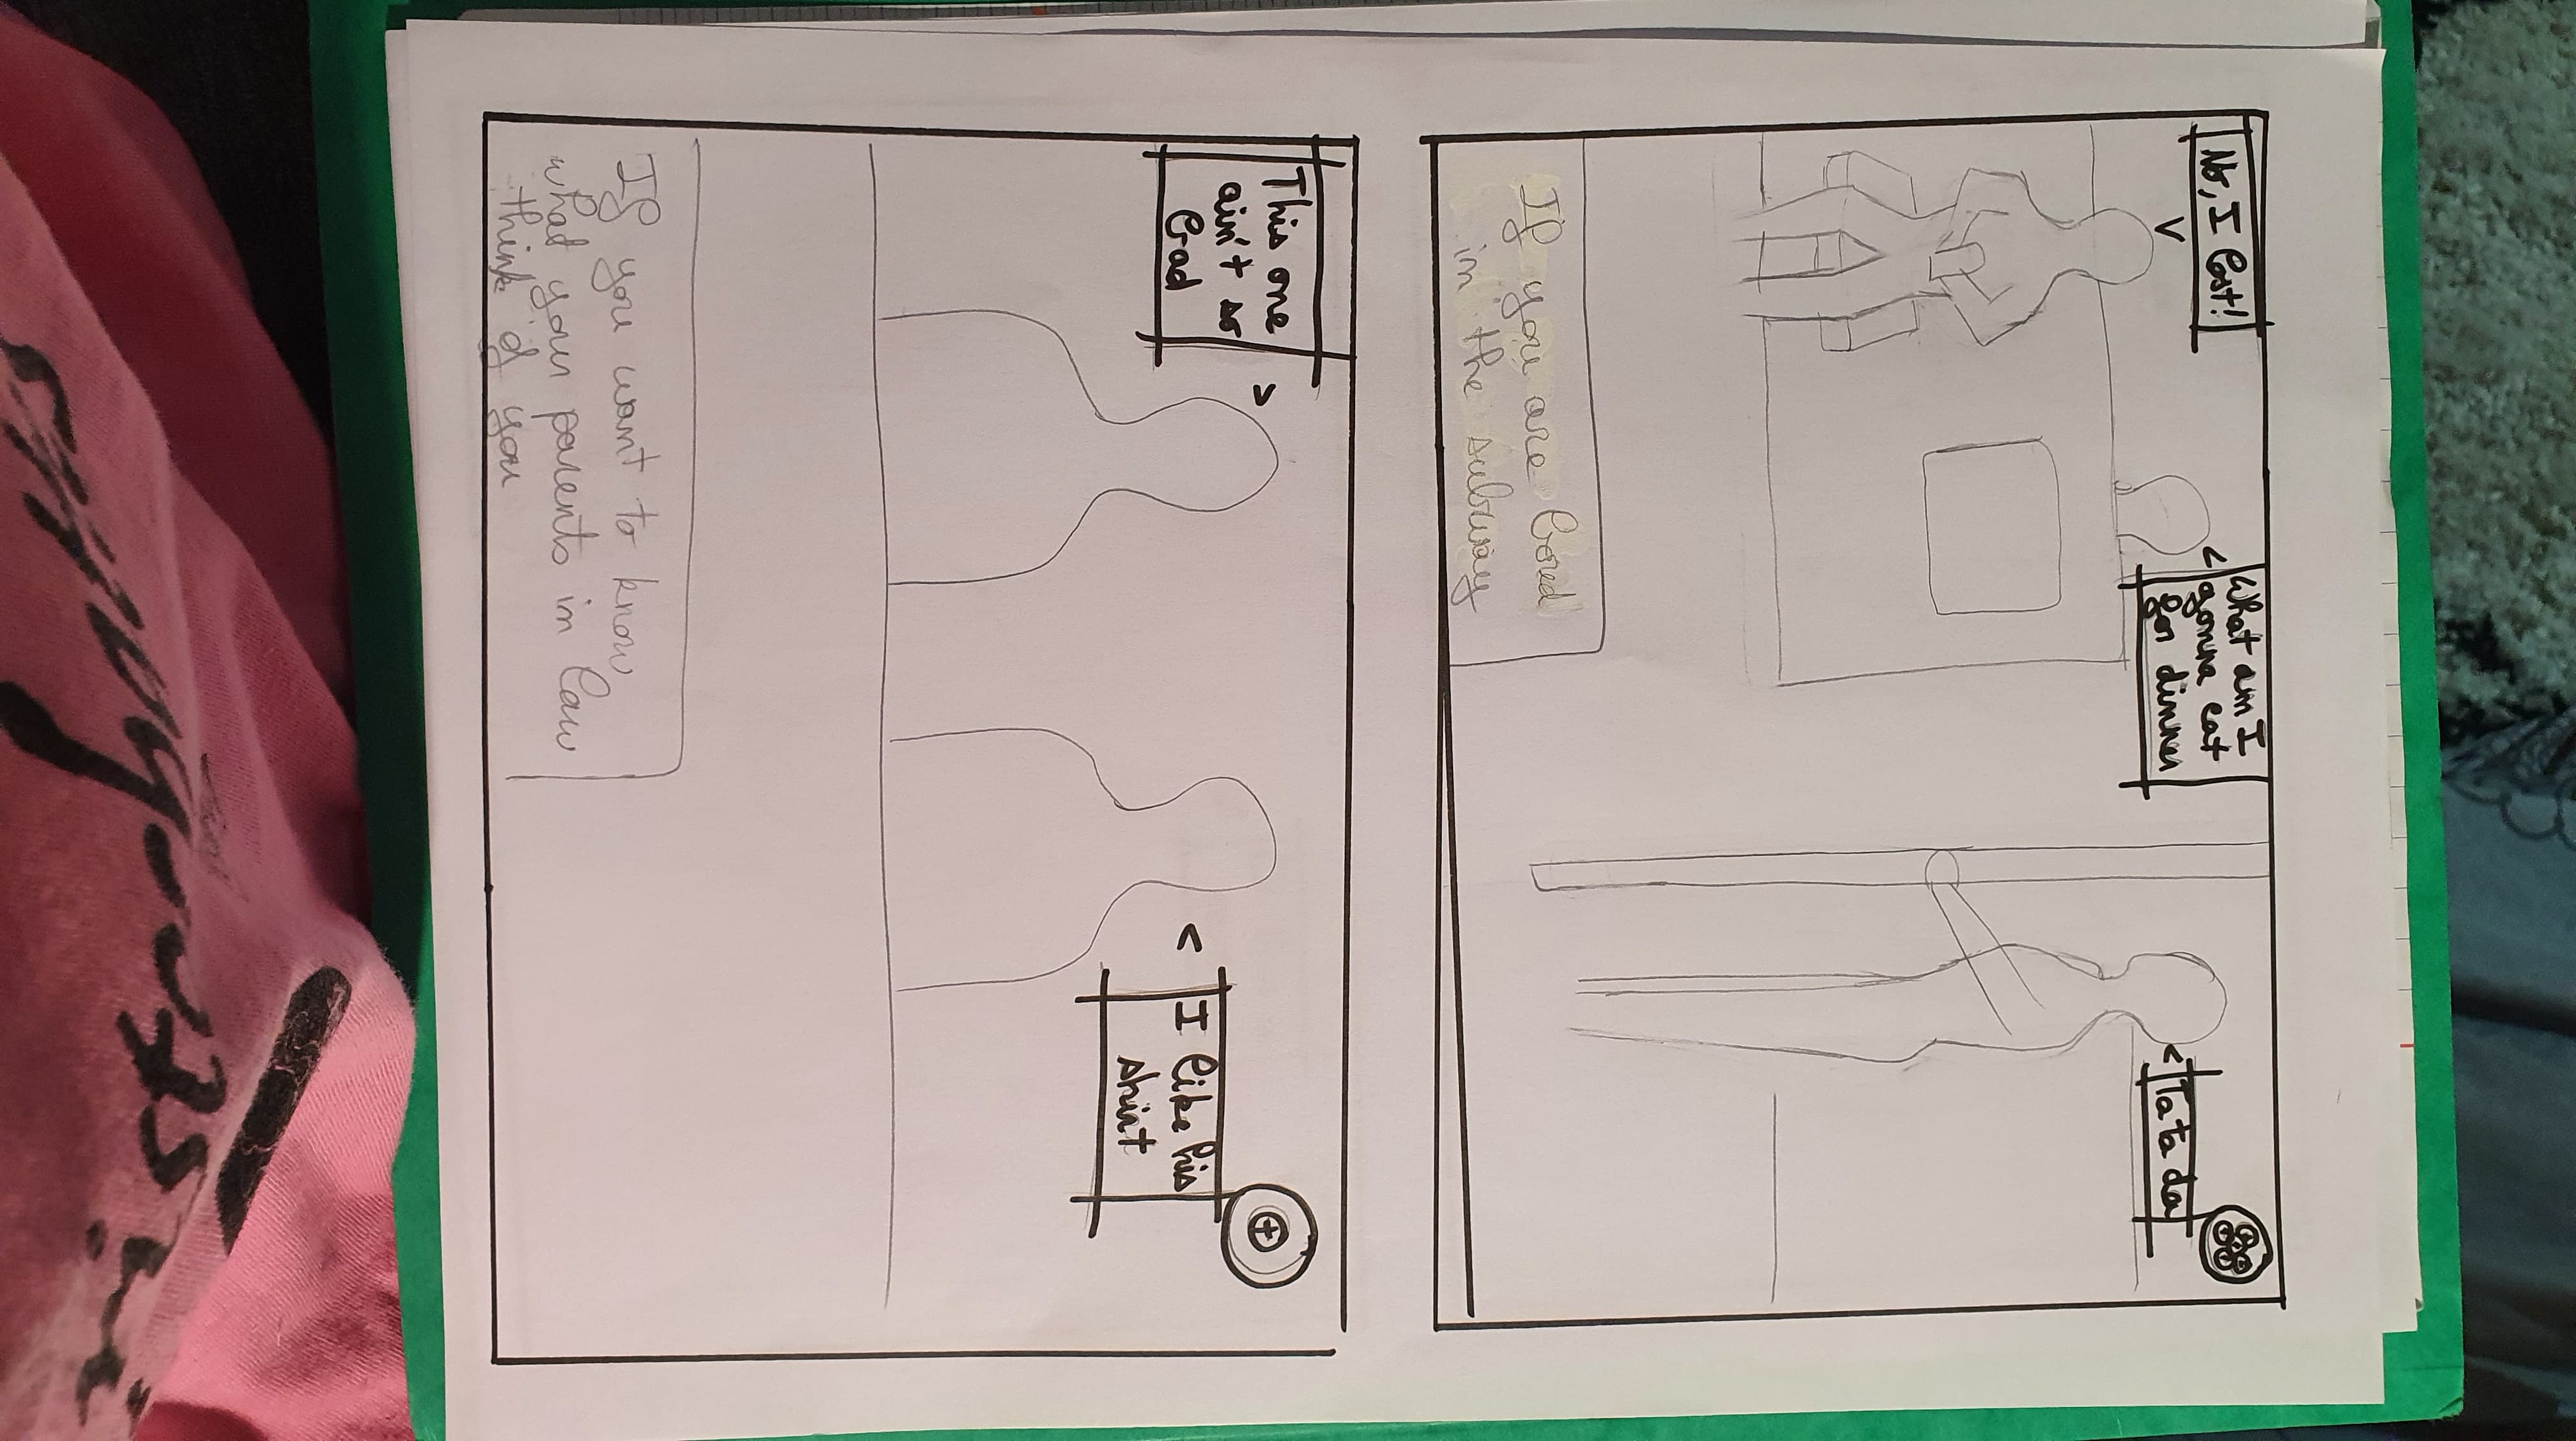 No, I lost!
What am I
gonna eat
for dinner
Ta ta da
If you are bored
in the subway
This one
ain't so
bad
I like his
shirt
If you want to know
what your parents in law
think of you